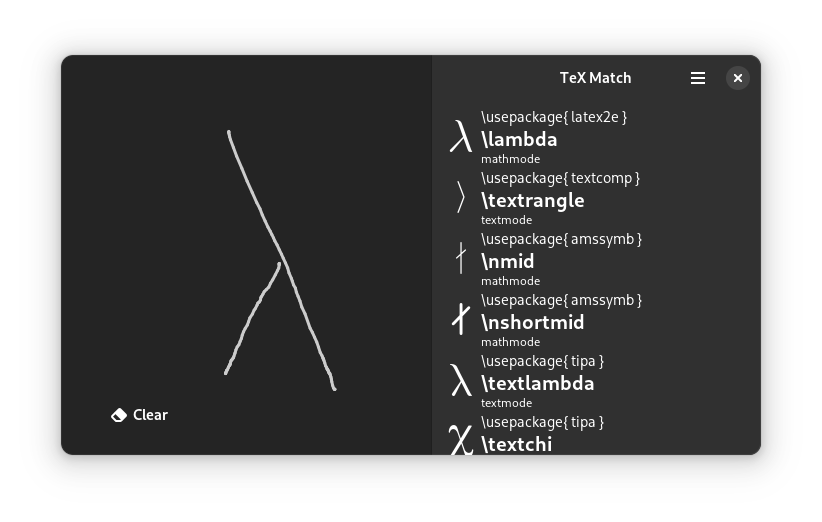 TeX Match
λ
\usepackage{ latex2e }
\lambda
mathmode
〉
\usepackage{ textcomp }
\textrangle
textmode
∤
\usepackage{ amssymb }
\nmid
mathmode
∤
\usepackage{ amssymb }
\nshortmid
mathmode
λ
\usepackage{ tipa }
\textlambda
textmode
χ
\usepackage{ tipa }
\textchi
Clear